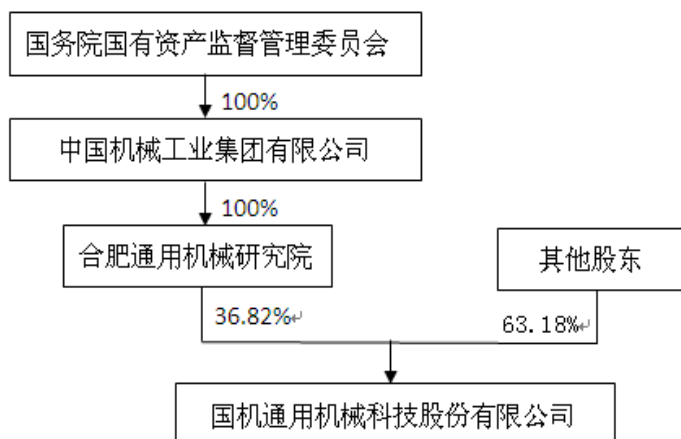 国务院国有资产监督管理委员会
100%
中国机械工业集团有限公司
100%
合肥通用机械研究院
其他股东
36.82%
63.18%
国机通用机械科技股份有限公司